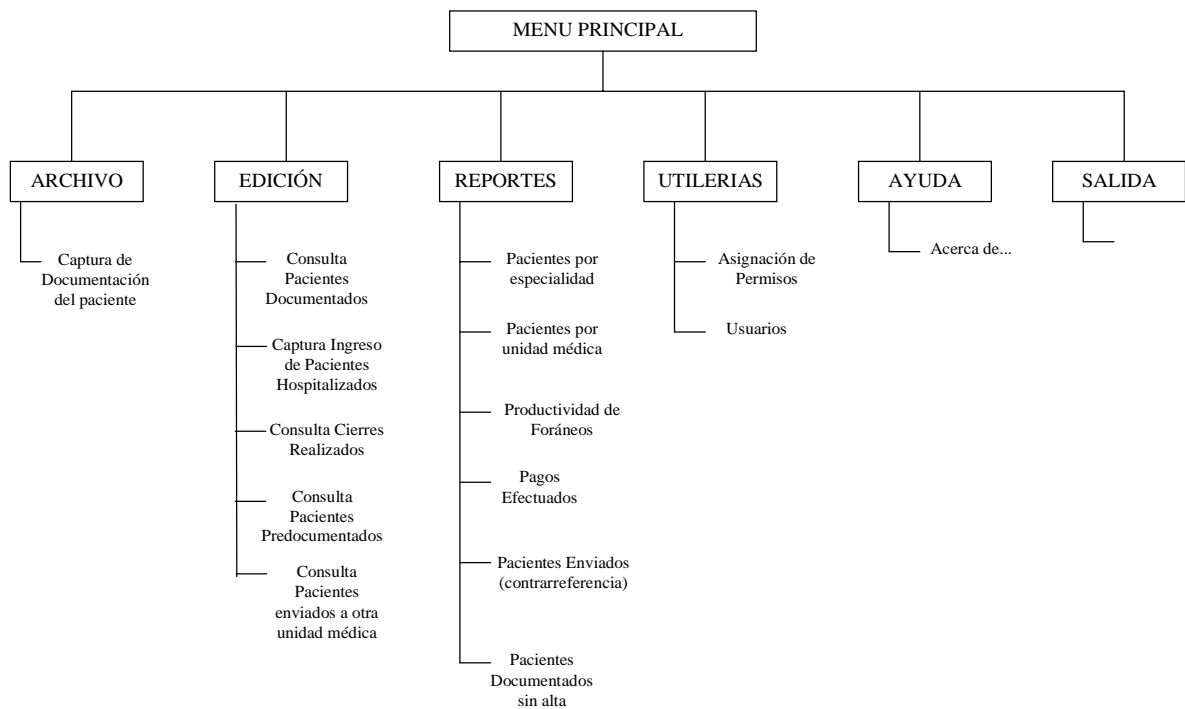 MENU PRINCIPAL
ARCHIVO
EDICIÓN
REPORTES
UTILERIAS
AYUDA
SALIDA
Captura de
Documentación
del paciente
Consulta
Pacientes
Documentados
Captura Ingreso
de Pacientes
Hospitalizados
Consulta Cierres
Realizados
Consulta
Pacientes
Predocumentados
Consulta
Pacientes
enviados a otra
unidad médica
Pacientes por
especialidad
Pacientes por
unidad médica
Productividad de
Foráneos
Pagos
Efectuados
Pacientes Enviados
(contrarreferencia)
Pacientes
Documentados
sin alta
Asignación de
Permisos
Usuarios
Acerca de...